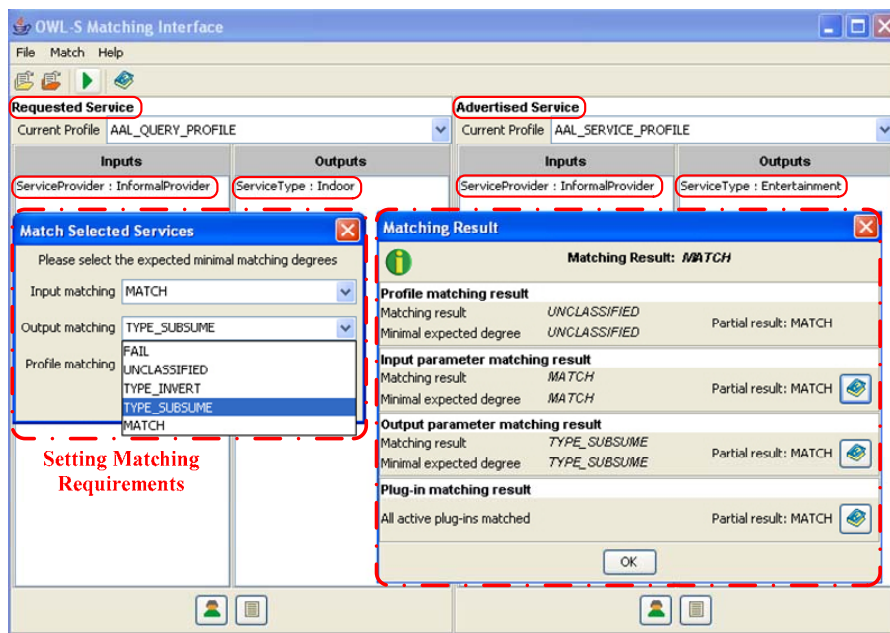 OWL-S Matching Interface
File Match Help
Requested Service
Current Profile AAL_QUERY_PROFILE
Inputs
Outputs
ServiceProvider : InformalProvider
ServiceType : Indoor
Advertised Service
Current Profile AAL_SERVICE_PROFILE
Inputs
Outputs
ServiceProvider : InformalProvider
ServiceType : Entertainment
Match Selected Services
Please select the expected minimal matching degrees
Input matching MATCH
Output matching TYPE_SUBSUME
Profile matching
FAIL
UNCLASSIFIED
TYPE_INVERT
TYPE_SUBSUME
MATCH
Setting Matching
Requirements
Matching Result
Matching Result: MATCH
Profile matching result
Matching result UNCLASSIFIED
Minimal expected degree UNCLASSIFIED
Partial result: MATCH
Input parameter matching result
Matching result MATCH
Minimal expected degree MATCH
Partial result: MATCH
Output parameter matching result
Matching result TYPE_SUBSUME
Minimal expected degree TYPE_SUBSUME
Partial result: MATCH
Plug-in matching result
All active plug-ins matched
Partial result: MATCH
OK